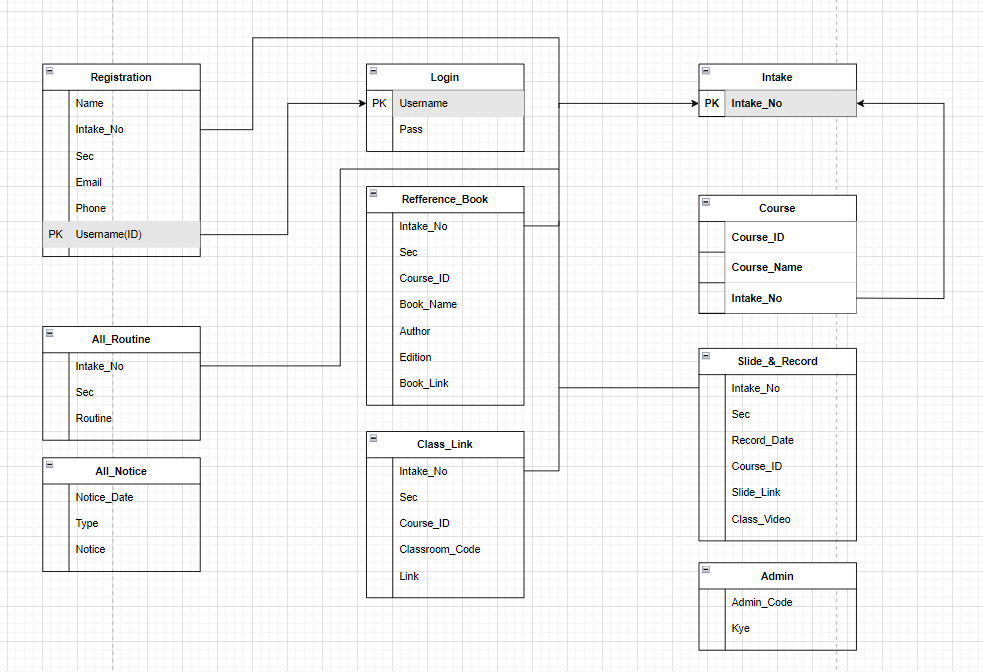 Registration
Name
Intake_No
Sec
Email
Phone
PK Username(ID)
Login
PK Username
Pass
Intake
PK Intake_No
Refference_Book
Intake_No
Sec
Course_ID
Book_Name
Author
Edition
Book_Link
Course
Course_ID
Course_Name
Intake_No
All_Routine
Intake_No
Sec
Routine
Slide_&_Record
Intake_No
Sec
Record_Date
Course_ID
Slide_Link
Class_Video
All_Notice
Notice_Date
Type
Notice
Class_Link
Intake_No
Sec
Course_ID
Classroom_Code
Link
Admin
Admin_Code
Kye